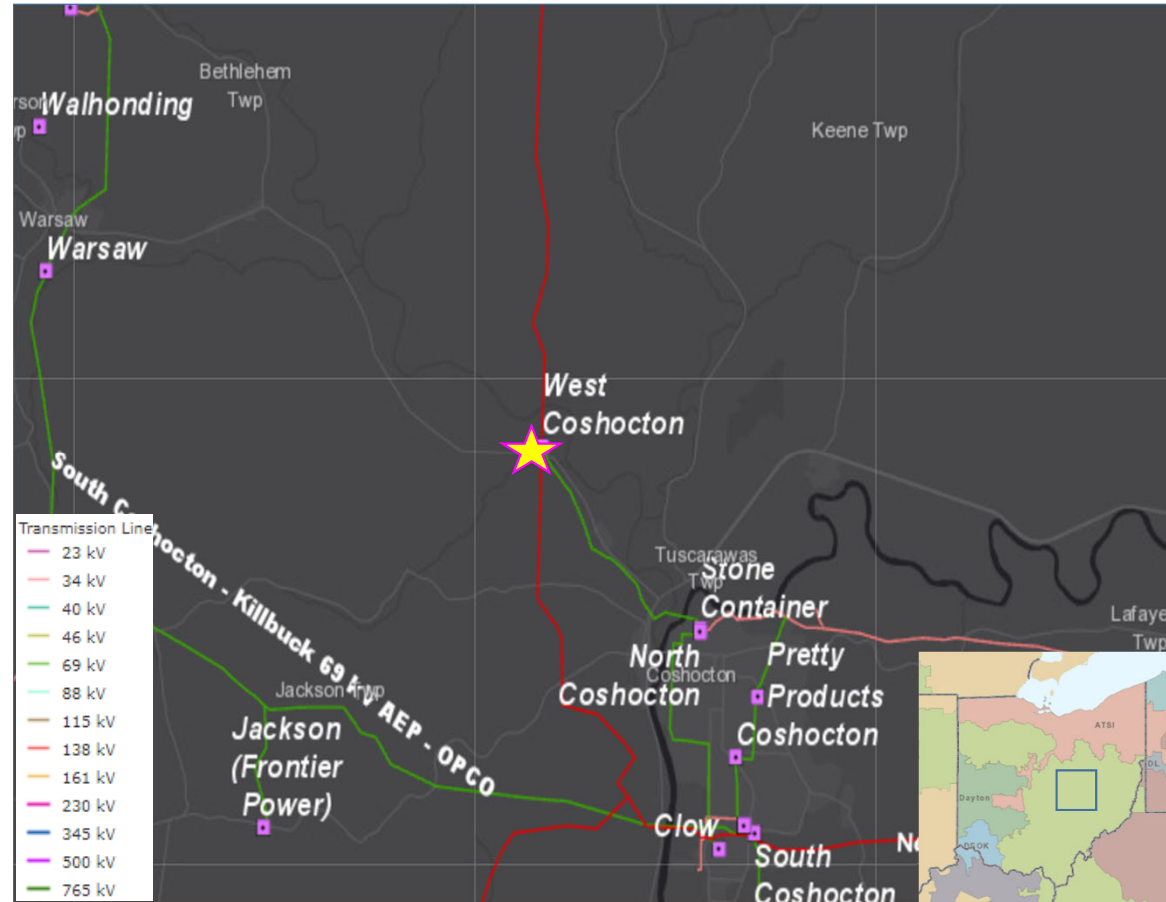 Bethlehem
Twp
rson
Walhonding
Keene Twp
Warsaw
Warsaw
West
Coshocton
South Coshocton - Killbuck 69 kV AEP - OPCO
Transmission Line
23 kV
34 kV
40 kV
46 kV
69 kV
88 kV
115 kV
138 kV
161 kV
230 kV
345 kV
500 kV
765 kV
Tuscarawas
Twp
Stone
Container
Lafaye
Twp
North
Coshocton
Coshocton
Pretty
Products
Coshocton
Jackson Twp
Jackson
(Frontier
Power)
Clow
South
Coshocton
ATSI
DL
Dayton